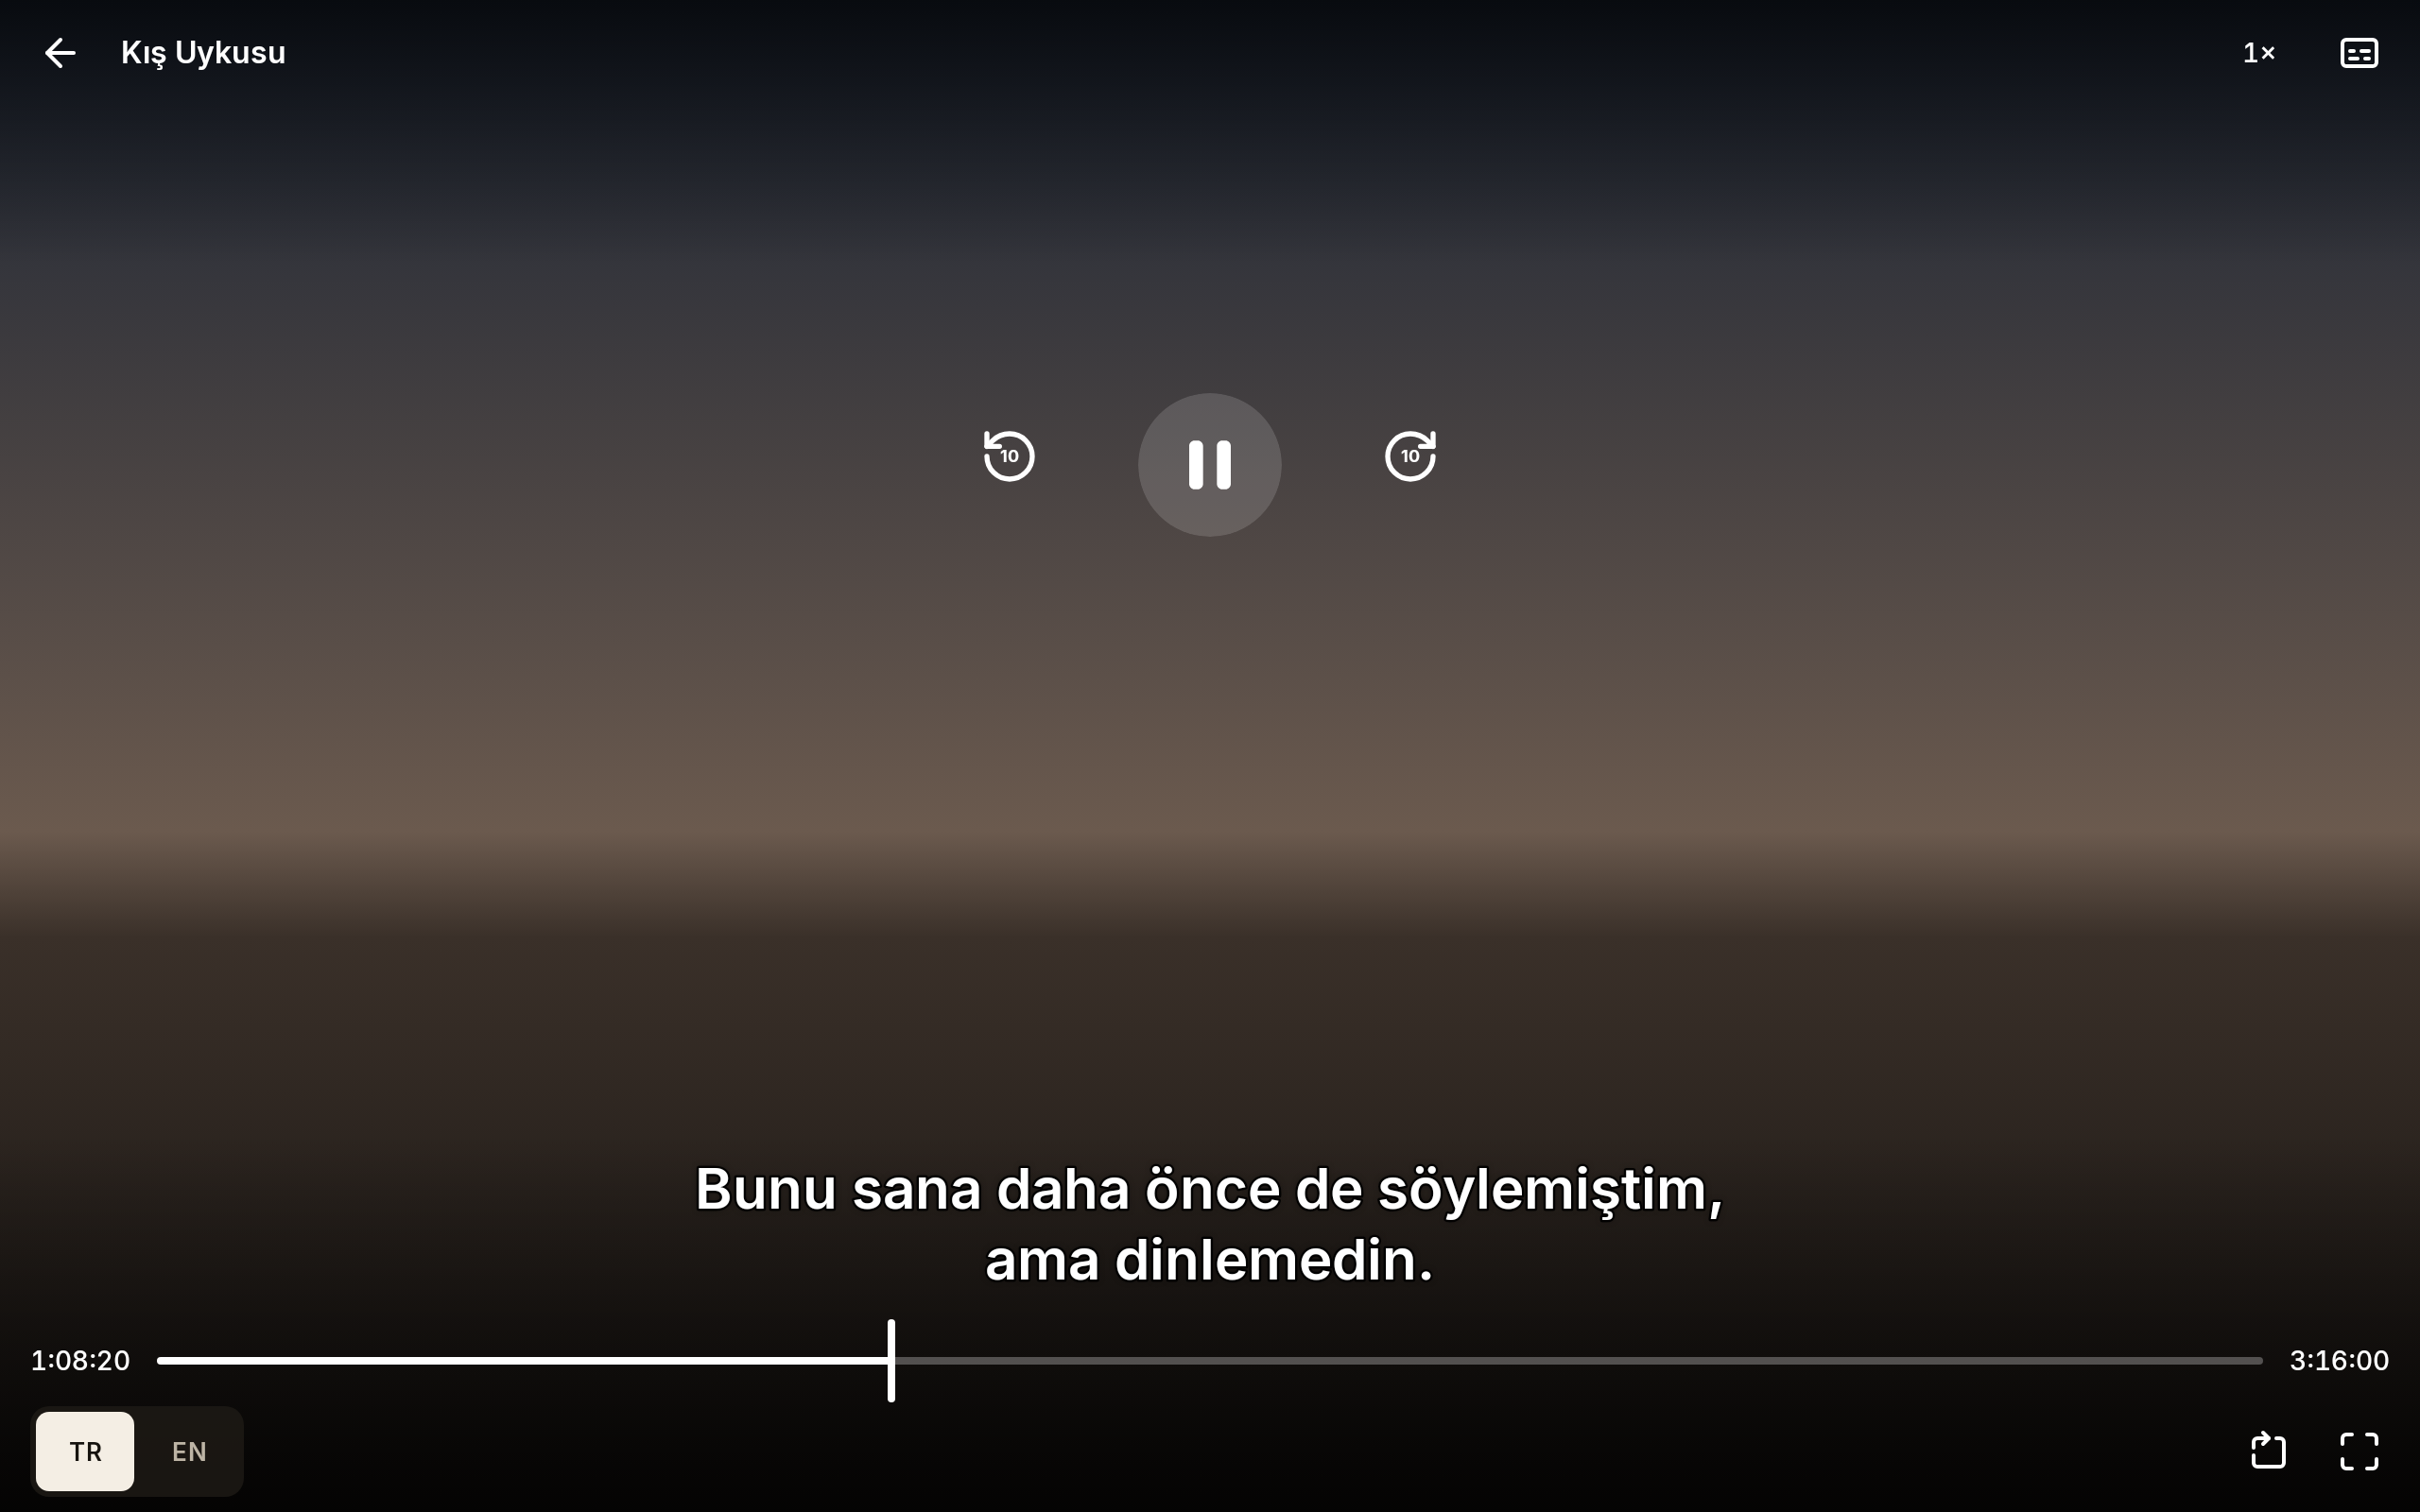 Kış Uykusu
1×
10
10
Bunu sana daha önce de söylemiştim,
ama dinlemedin.
1:08:20
3:16:00
TR
EN